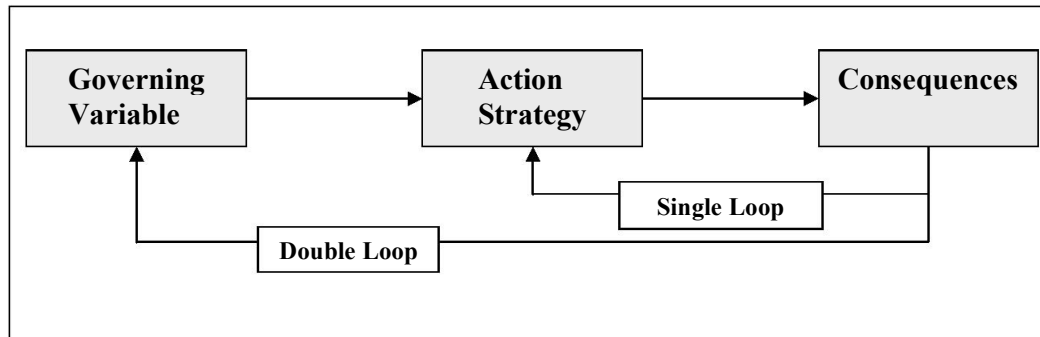 Governing
Variable
Action
Strategy
Consequences
Single Loop
Double Loop